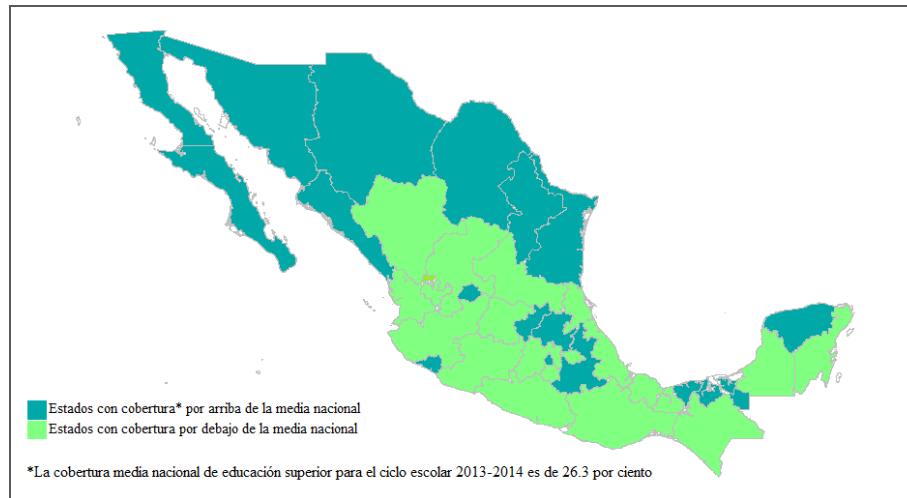 Estados con cobertura* por arriba de la media nacional
Estados con cobertura por debajo de la media nacional
*La cobertura media nacional de educación superior para el ciclo escolar 2013-2014 es de 26.3 por ciento